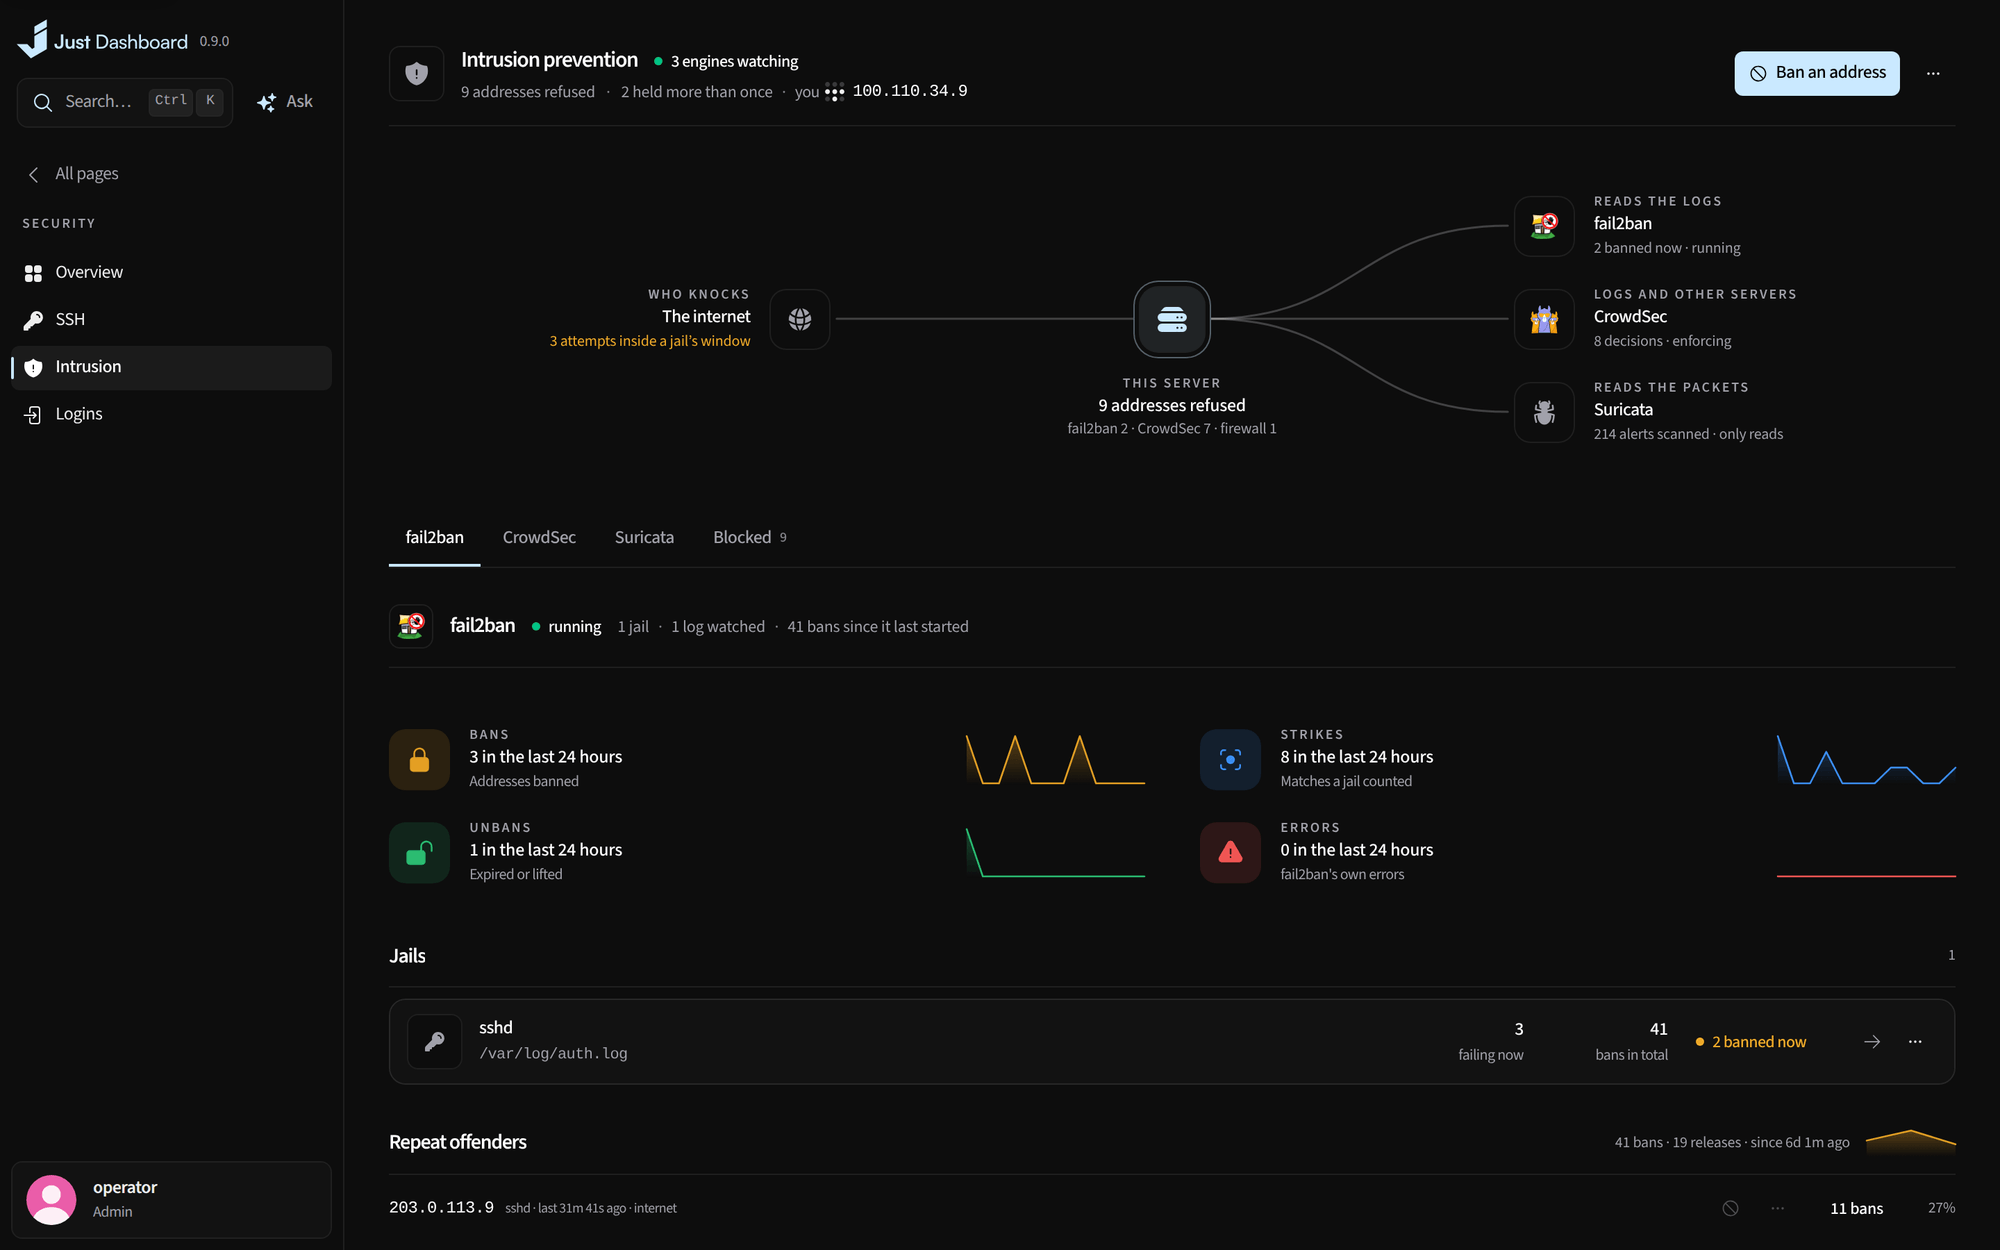 Just Dashboard 0.9.0
Search... Ctrl K
Ask
All pages
SECURITY
Overview
SSH
Intrusion
Logins
operator
Admin
Intrusion prevention 3 engines watching
9 addresses refused · 2 held more than once · you 100.110.34.9
Ban an address
WHO KNOCKS
The internet
3 attempts inside a jail's window
THIS SERVER
9 addresses refused
fail2ban 2 · CrowdSec 7 · firewall 1
READS THE LOGS
fail2ban
2 banned now · running
LOGS AND OTHER SERVERS
CrowdSec
8 decisions · enforcing
READS THE PACKETS
Suricata
214 alerts scanned · only reads
fail2ban CrowdSec Suricata Blocked 9
fail2ban running 1 jail · 1 log watched · 41 bans since it last started
BANS
3 in the last 24 hours
Addresses banned
STRIKES
8 in the last 24 hours
Matches a jail counted
UNBANS
1 in the last 24 hours
Expired or lifted
ERRORS
0 in the last 24 hours
fail2ban's own errors
Jails 1
sshd
/var/log/auth.log
3
failing now
41
bans in total
2 banned now
Repeat offenders 41 bans · 19 releases · since 6d 1m ago
203.0.113.9 sshd · last 31m 41s ago · internet 11 bans 27%